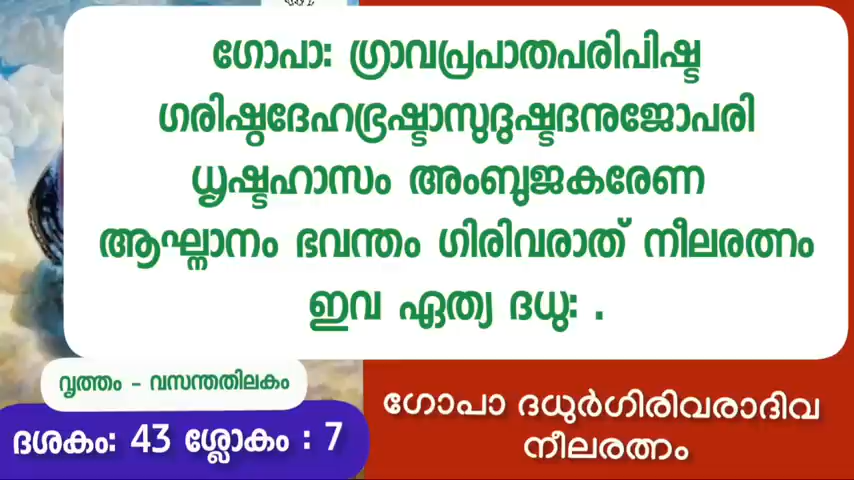 ഗോപാഃ ഗ്രാവപ്രപാതപരിപിഷ്ട
ഗരിഷ്ഠദേഹഭ്രഷ്ടാസുദുഷ്ടദനുജോപരി
ധൃഷ്ടഹാസം അംബുജകരേണ
ആഘ്നാനം ഭവന്തം ഗിരിവരാത് നീലരത്നം
ഇവ ഏത്യ ദധുഃ .
വൃത്തം - വസന്തതിലകം
ദശകം: 43 ശ്ലോകം : 7
ഗോപാ ദധുർഗിരിവരാദിവ
നീലരത്നം